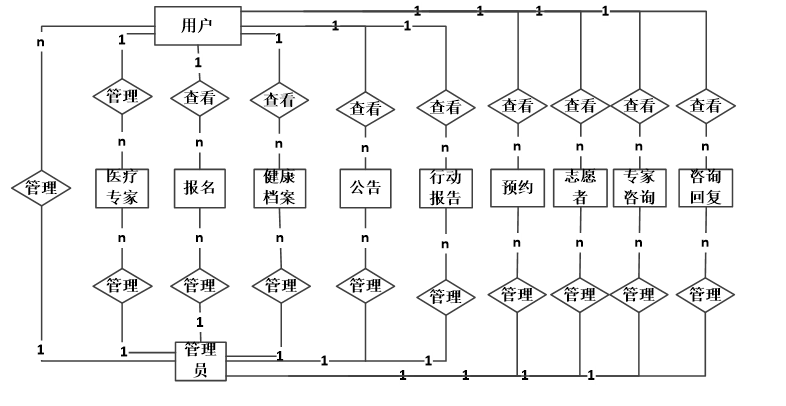 用户
1 1 1 1
1 1
n 1 1
1
管理 查看 查看 查看 查看 查看 查看 查看 查看
n n n n n n n n n
管理
医疗专家
报名
健康档案
公告
行动报告
预约
志愿者
专家咨询
咨询回复
n n n n n n n n n
管理 管理 管理 管理 管理 管理 管理 管理 管理
1
1 1 1 1 1
管理员
1 1 1 1